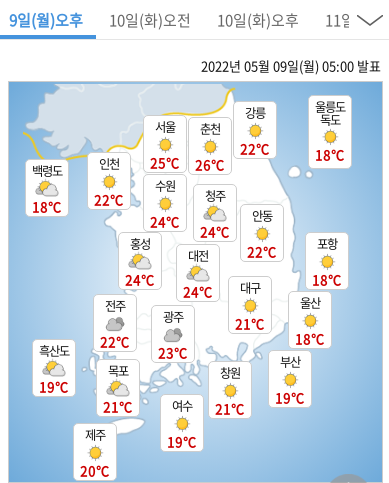 9일(월)오후 10일(화)오전 10일(화)오후 11일
2022년 05월 09일(월) 05:00 발표
서울
25℃
춘천
26℃
강릉
22℃
울릉도
독도
18℃
백령도
18℃
인천
22℃
수원
24℃
청주
24℃
안동
22℃
홍성
24℃
대전
24℃
포항
18℃
대구
21℃
울산
18℃
전주
22℃
광주
23℃
흑산도
19℃
목포
21℃
창원
21℃
부산
19℃
여수
19℃
제주
20℃